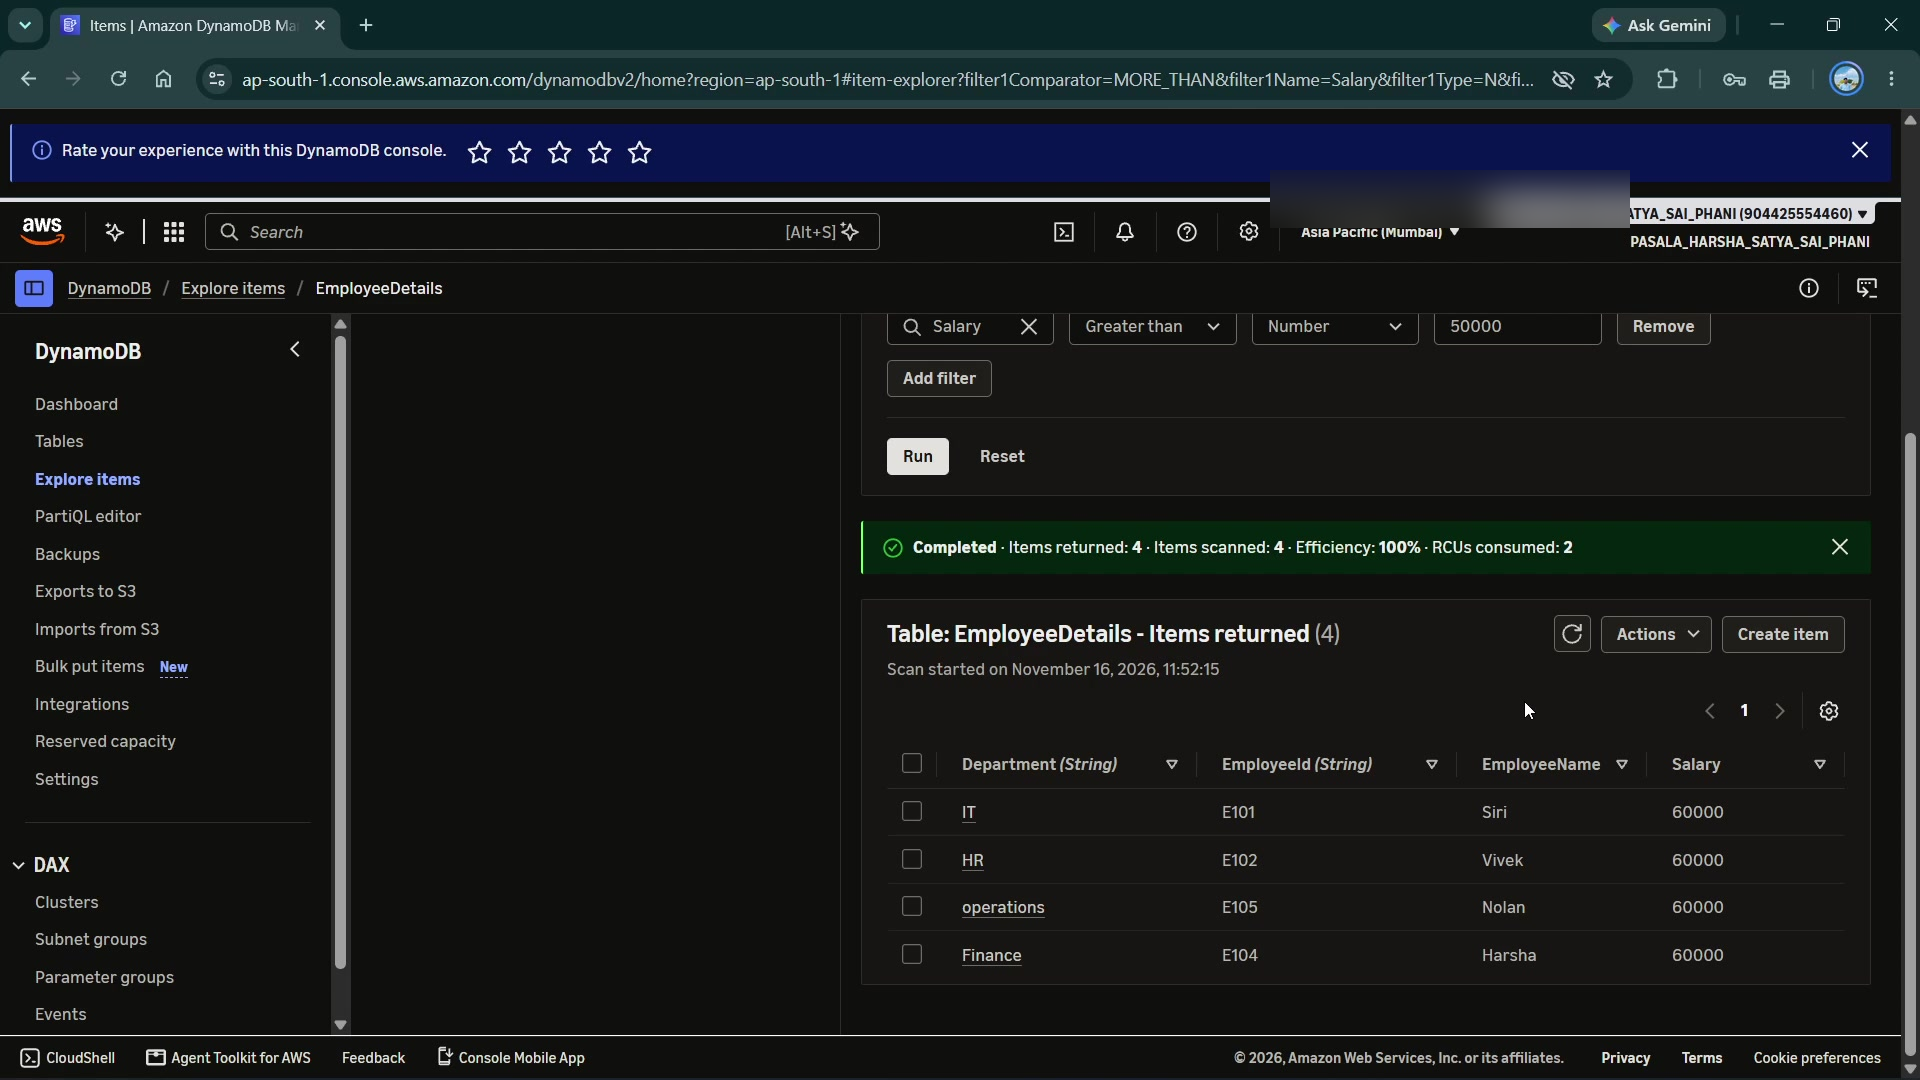 Items | Amazon DynamoDB Ma
Ask Gemini
ap-south-1.console.aws.amazon.com/dynamodbv2/home?region=ap-south-1#item-explorer?filter1Comparator=MORE_THAN&filter1Name=Salary&filter1Type=N&fi...
Rate your experience with this DynamoDB console.
aws
Search [Alt+S]
Asia Pacific (Mumbai)
ATYA_SAI_PHANI (904425554460)
PASALA_HARSHA_SATYA_SAI_PHANI
DynamoDB / Explore items / EmployeeDetails
DynamoDB
Dashboard
Tables
Explore items
PartiQL editor
Backups
Exports to S3
Imports from S3
Bulk put items New
Integrations
Reserved capacity
Settings
DAX
Clusters
Subnet groups
Parameter groups
Events
Salary Greater than Number 50000 Remove
Add filter
Run Reset
Completed · Items returned: 4 · Items scanned: 4 · Efficiency: 100% · RCUs consumed: 2
Table: EmployeeDetails - Items returned (4)
Actions Create item
Scan started on November 16, 2026, 11:52:15
1
Department (String) EmployeeId (String) EmployeeName Salary
IT E101 Siri 60000
HR E102 Vivek 60000
operations E105 Nolan 60000
Finance E104 Harsha 60000
CloudShell Agent Toolkit for AWS Feedback Console Mobile App © 2026, Amazon Web Services, Inc. or its affiliates. Privacy Terms Cookie preferences